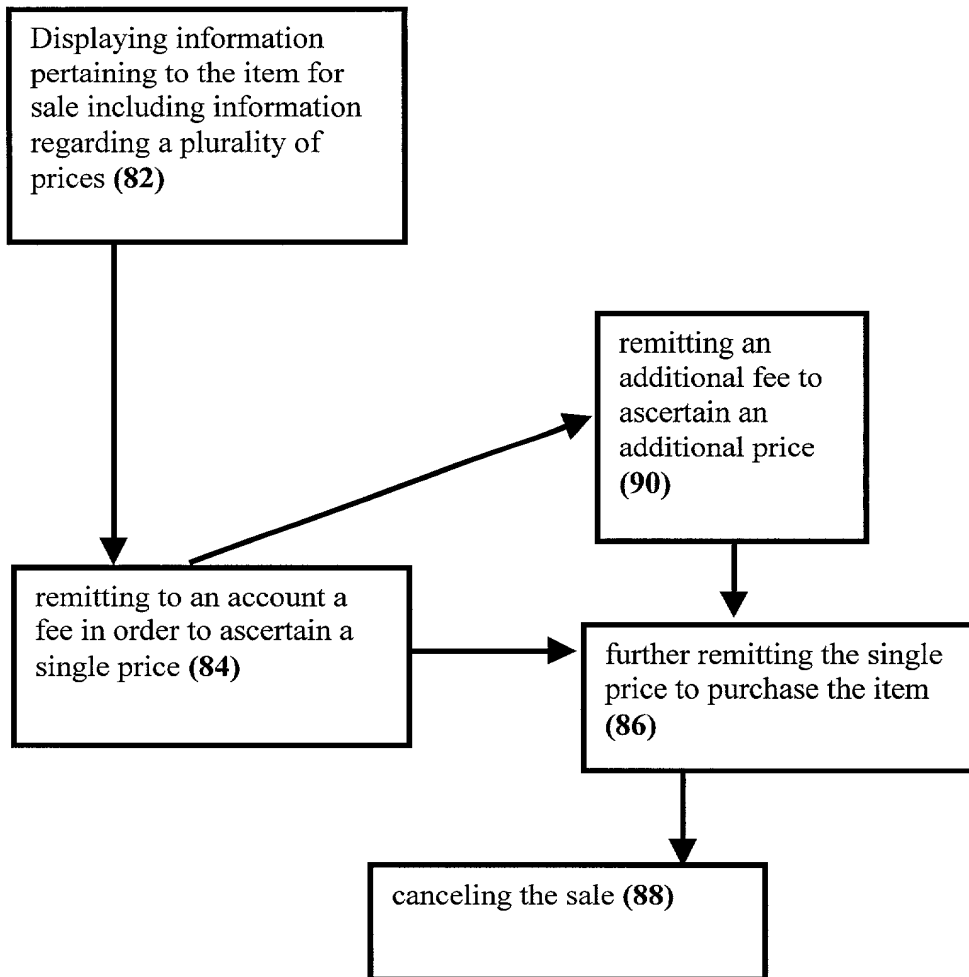 Displaying information
pertaining to the item for
sale including information
regarding a plurality of
prices (82)
remitting an
additional fee to
ascertain an
additional price
(90)
remitting to an account a
fee in order to ascertain a
single price (84)
further remitting the single
price to purchase the item
(86)
canceling the sale (88)